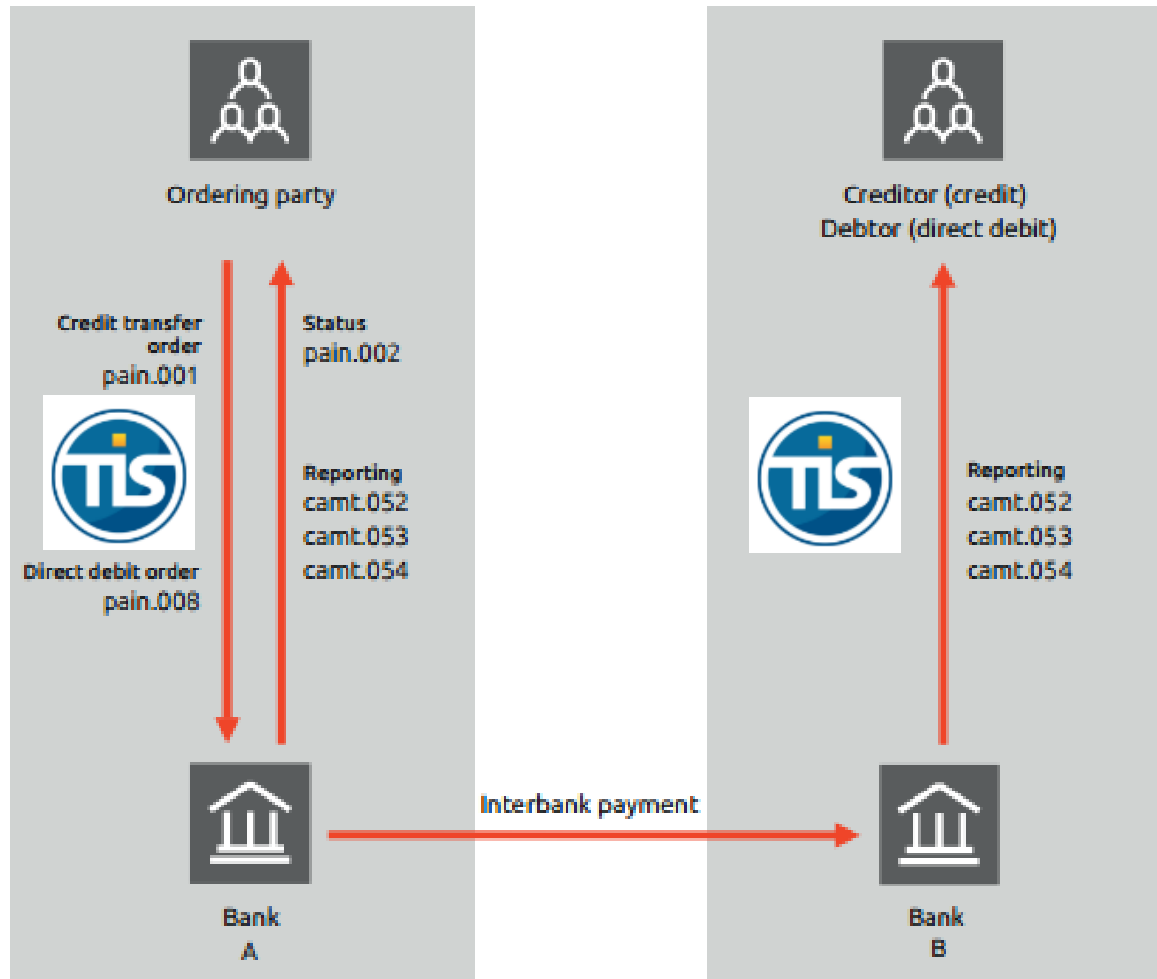 Ordering party
Credit transfer
order
pain.001
TIS
Direct debit order
pain.008
Status
pain.002
Reporting
camt.052
camt.053
camt.054
Bank
A
Interbank payment
Creditor (credit)
Debtor (direct debit)
TIS
Reporting
camt.052
camt.053
camt.054
Bank
B